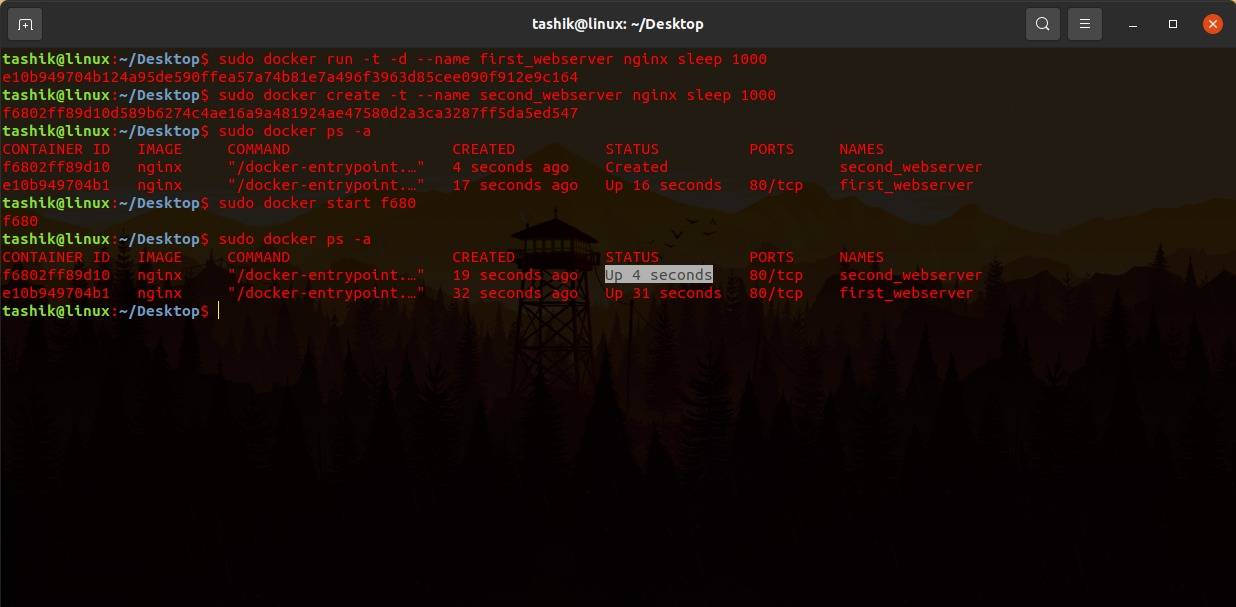 tashik@linux: ~/Desktop
tashik@linux:~/Desktop$ sudo docker run -t -d --name first_webserver nginx sleep 1000
e10b949704b124a95de590ffea57a74b81e7a496f3963d85cee090f912e9c164
tashik@linux:~/Desktop$ sudo docker create -t --name second_webserver nginx sleep 1000
f6802ff89d10d589b6274c4ae16a9a481924ae47580d2a3ca3287ff5da5ed547
tashik@linux:~/Desktop$ sudo docker ps -a
CONTAINER ID   IMAGE     COMMAND                  CREATED          STATUS          PORTS     NAMES
f6802ff89d10   nginx     "/docker-entrypoint.…"   4 seconds ago    Created                   second_webserver
e10b949704b1   nginx     "/docker-entrypoint.…"   17 seconds ago   Up 16 seconds   80/tcp    first_webserver
tashik@linux:~/Desktop$ sudo docker start f680
f680
tashik@linux:~/Desktop$ sudo docker ps -a
CONTAINER ID   IMAGE     COMMAND                  CREATED          STATUS          PORTS     NAMES
f6802ff89d10   nginx     "/docker-entrypoint.…"   19 seconds ago   Up 4 seconds    80/tcp    second_webserver
e10b949704b1   nginx     "/docker-entrypoint.…"   32 seconds ago   Up 31 seconds   80/tcp    first_webserver
tashik@linux:~/Desktop$